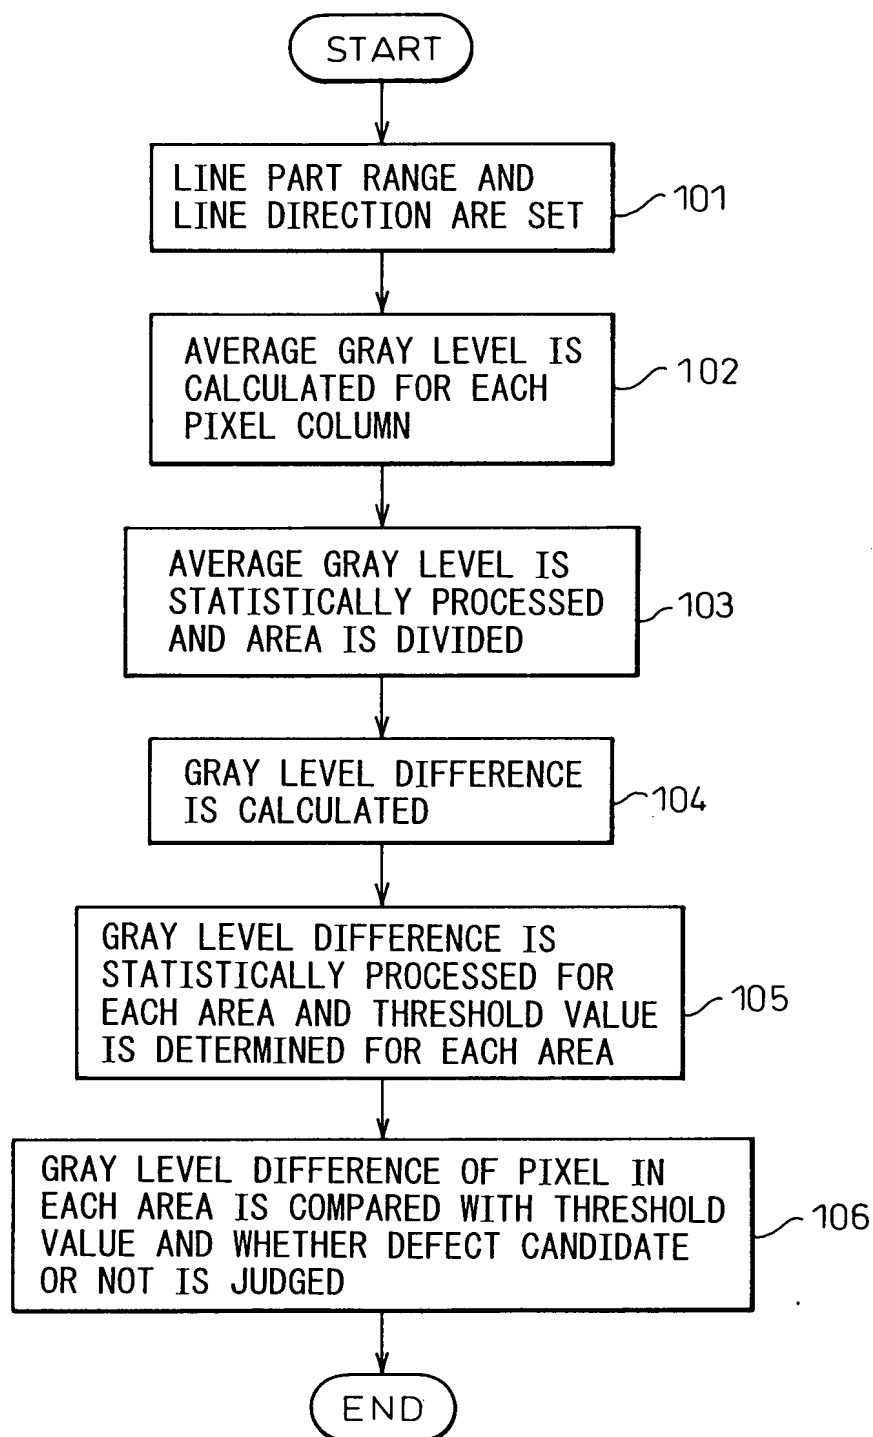 START
LINE PART RANGE AND
LINE DIRECTION ARE SET
101
AVERAGE GRAY LEVEL IS
CALCULATED FOR EACH
PIXEL COLUMN
102
AVERAGE GRAY LEVEL IS
STATISTICALLY PROCESSED
AND AREA IS DIVIDED
103
GRAY LEVEL DIFFERENCE
IS CALCULATED
104
GRAY LEVEL DIFFERENCE IS
STATISTICALLY PROCESSED FOR
EACH AREA AND THRESHOLD VALUE
IS DETERMINED FOR EACH AREA
105
GRAY LEVEL DIFFERENCE OF PIXEL IN
EACH AREA IS COMPARED WITH THRESHOLD
VALUE AND WHETHER DEFECT CANDIDATE
OR NOT IS JUDGED
106
END